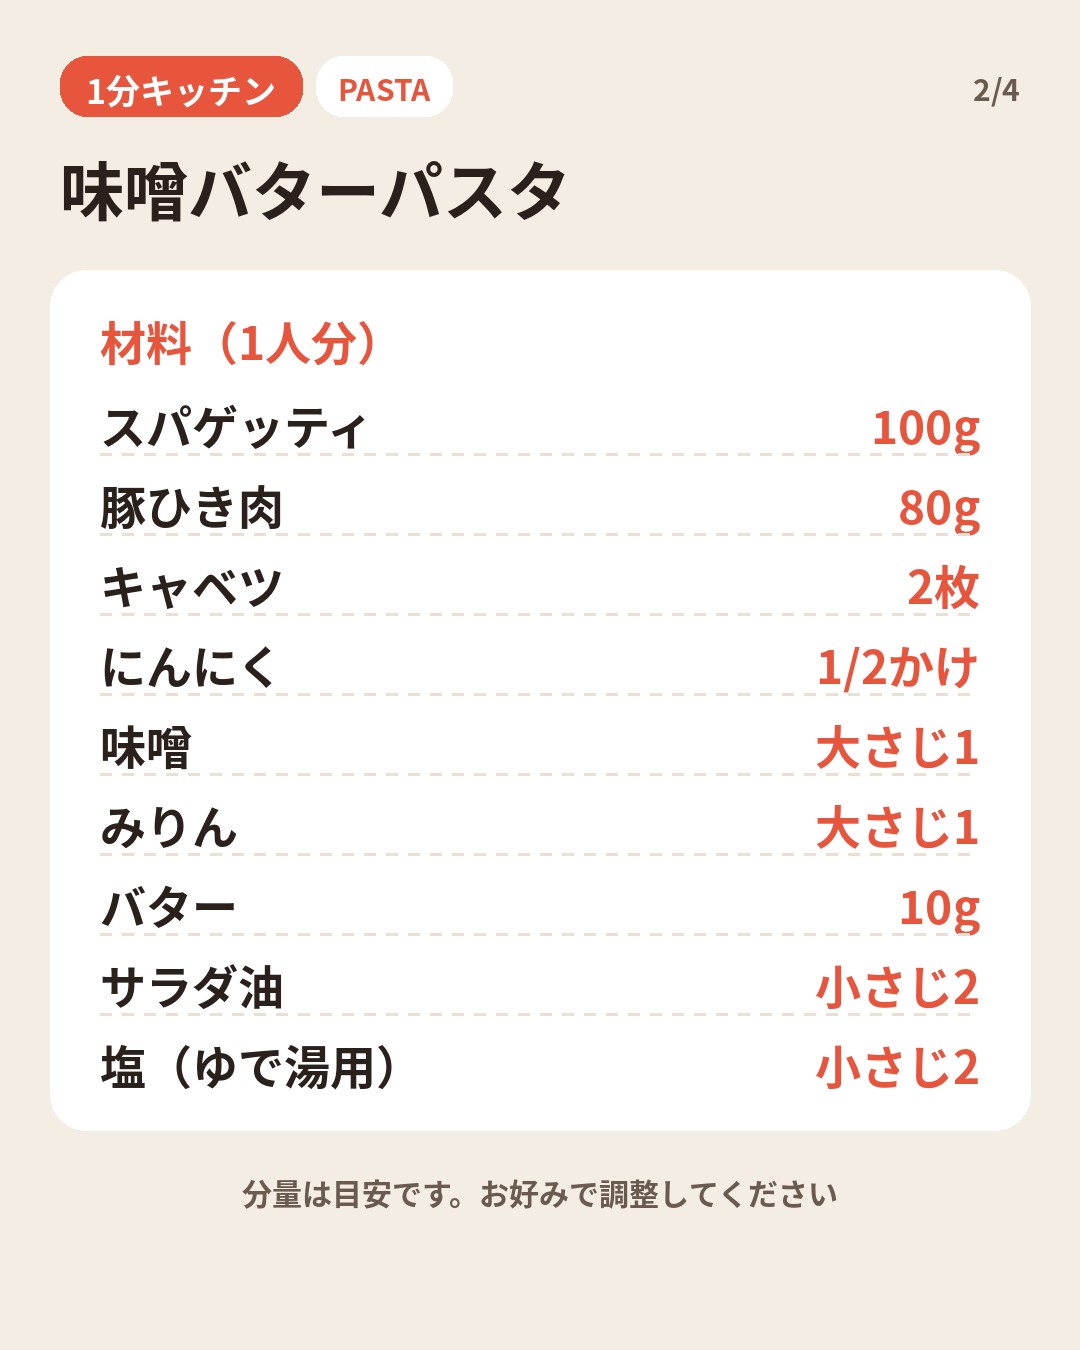 1分キッチン PASTA 2/4
味噌バターパスタ
材料（1人分）
スパゲッティ 100g
豚ひき肉 80g
キャベツ 2枚
にんにく 1/2かけ
味噌 大さじ1
みりん 大さじ1
バター 10g
サラダ油 小さじ2
塩（ゆで湯用） 小さじ2
分量は目安です。お好みで調整してください